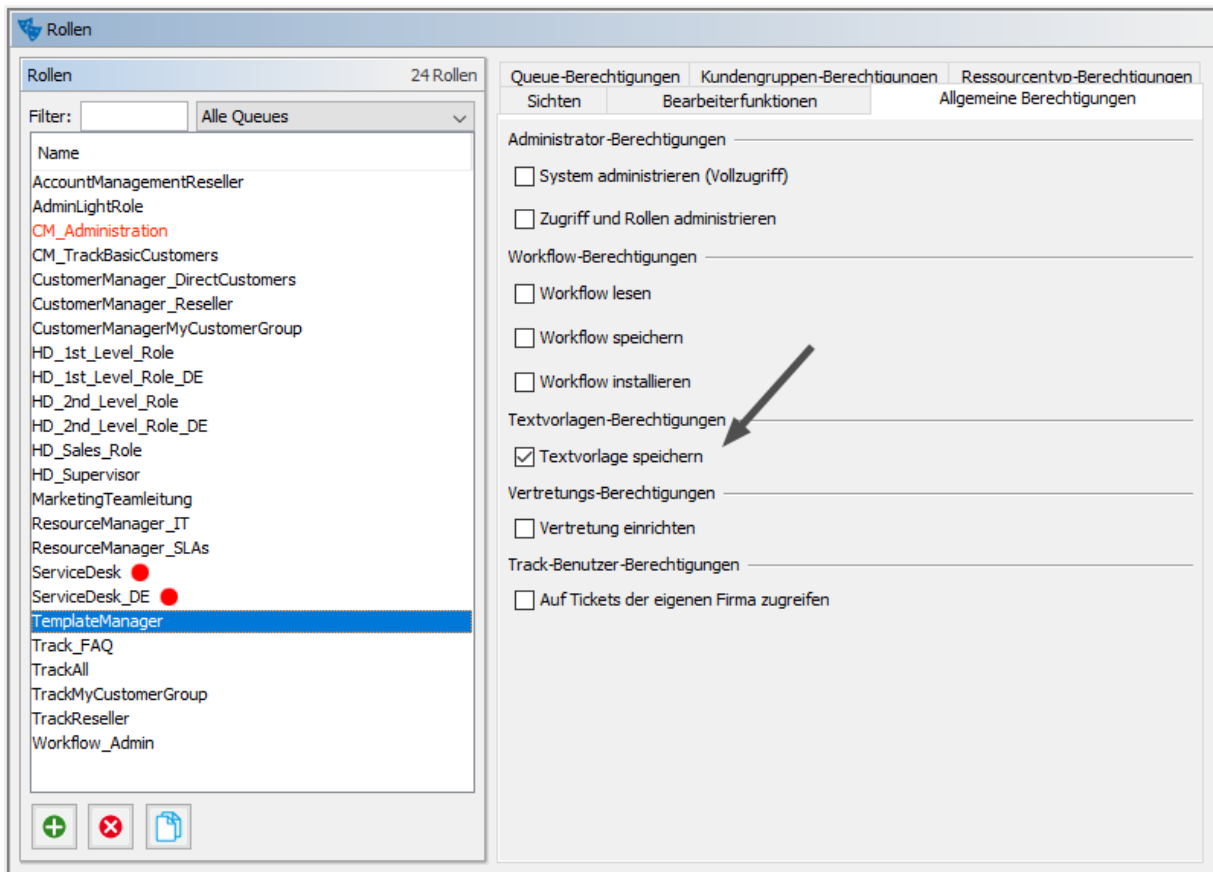 Rollen
Rollen 24 Rollen
Filter: Alle Queues
Name
AccountManagementReseller
AdminLightRole
CM_Administration
CM_TrackBasicCustomers
CustomerManager_DirectCustomers
CustomerManager_Reseller
CustomerManagerMyCustomerGroup
HD_1st_Level_Role
HD_1st_Level_Role_DE
HD_2nd_Level_Role
HD_2nd_Level_Role_DE
HD_Sales_Role
HD_Supervisor
MarketingTeamleitung
ResourceManager_IT
ResourceManager_SLAs
ServiceDesk
ServiceDesk_DE
TemplateManager
Track_FAQ
TrackAll
TrackMyCustomerGroup
TrackReseller
Workflow_Admin
Queue-Berechtigungen Kundengruppen-Berechtigungen Ressourcentyp-Berechtigungen
Sichten Bearbeiterfunktionen Allgemeine Berechtigungen
Administrator-Berechtigungen
System administrieren (Vollzugriff)
Zugriff und Rollen administrieren
Workflow-Berechtigungen
Workflow lesen
Workflow speichern
Workflow installieren
Textvorlagen-Berechtigungen
Textvorlage speichern
Vertretungs-Berechtigungen
Vertretung einrichten
Track-Benutzer-Berechtigungen
Auf Tickets der eigenen Firma zugreifen